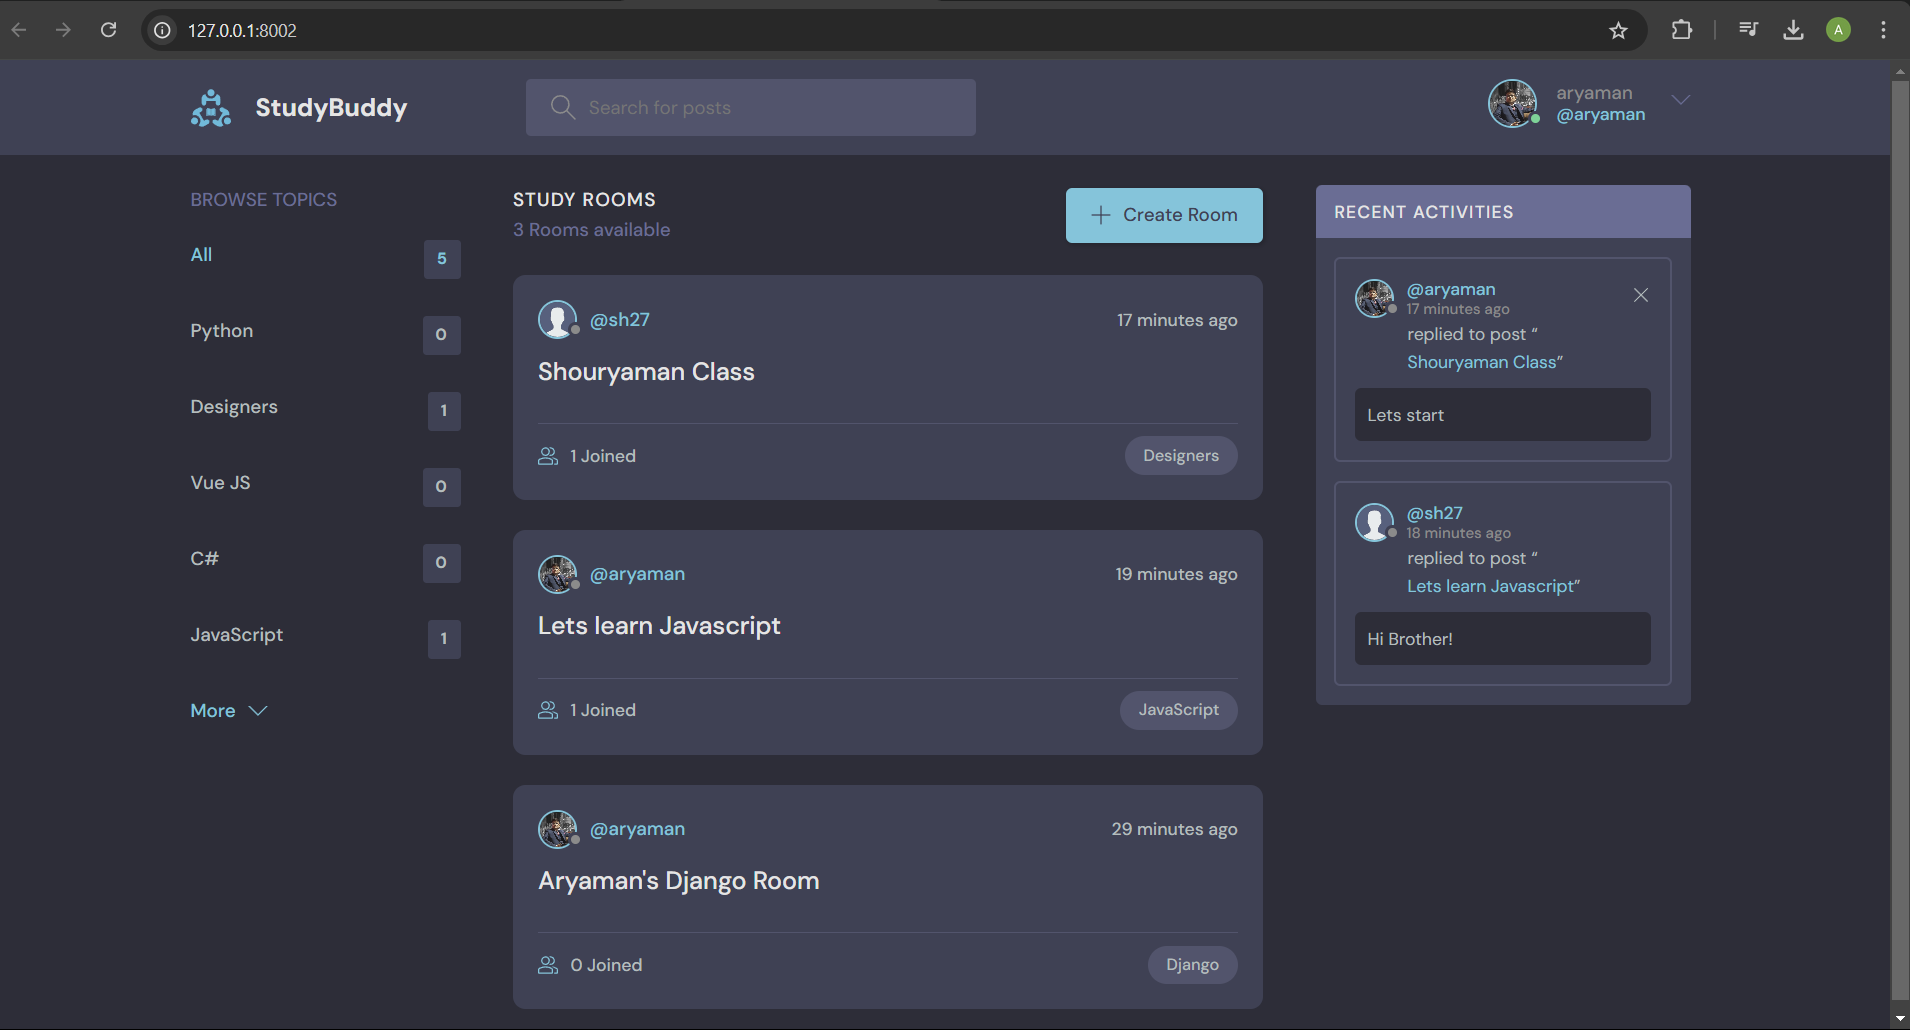 127.0.0.1:8002
A
StudyBuddy
Search for posts
aryaman
@aryaman
BROWSE TOPICS
All 5
Python 0
Designers 1
Vue JS 0
C# 0
JavaScript 1
More
STUDY ROOMS
3 Rooms available
Create Room
@sh27 17 minutes ago
Shouryaman Class
1 Joined Designers
@aryaman 19 minutes ago
Lets learn Javascript
1 Joined JavaScript
@aryaman 29 minutes ago
Aryaman's Django Room
0 Joined Django
RECENT ACTIVITIES
@aryaman
17 minutes ago
replied to post “
Shouryaman Class”
Lets start
@sh27
18 minutes ago
replied to post “
Lets learn Javascript”
Hi Brother!